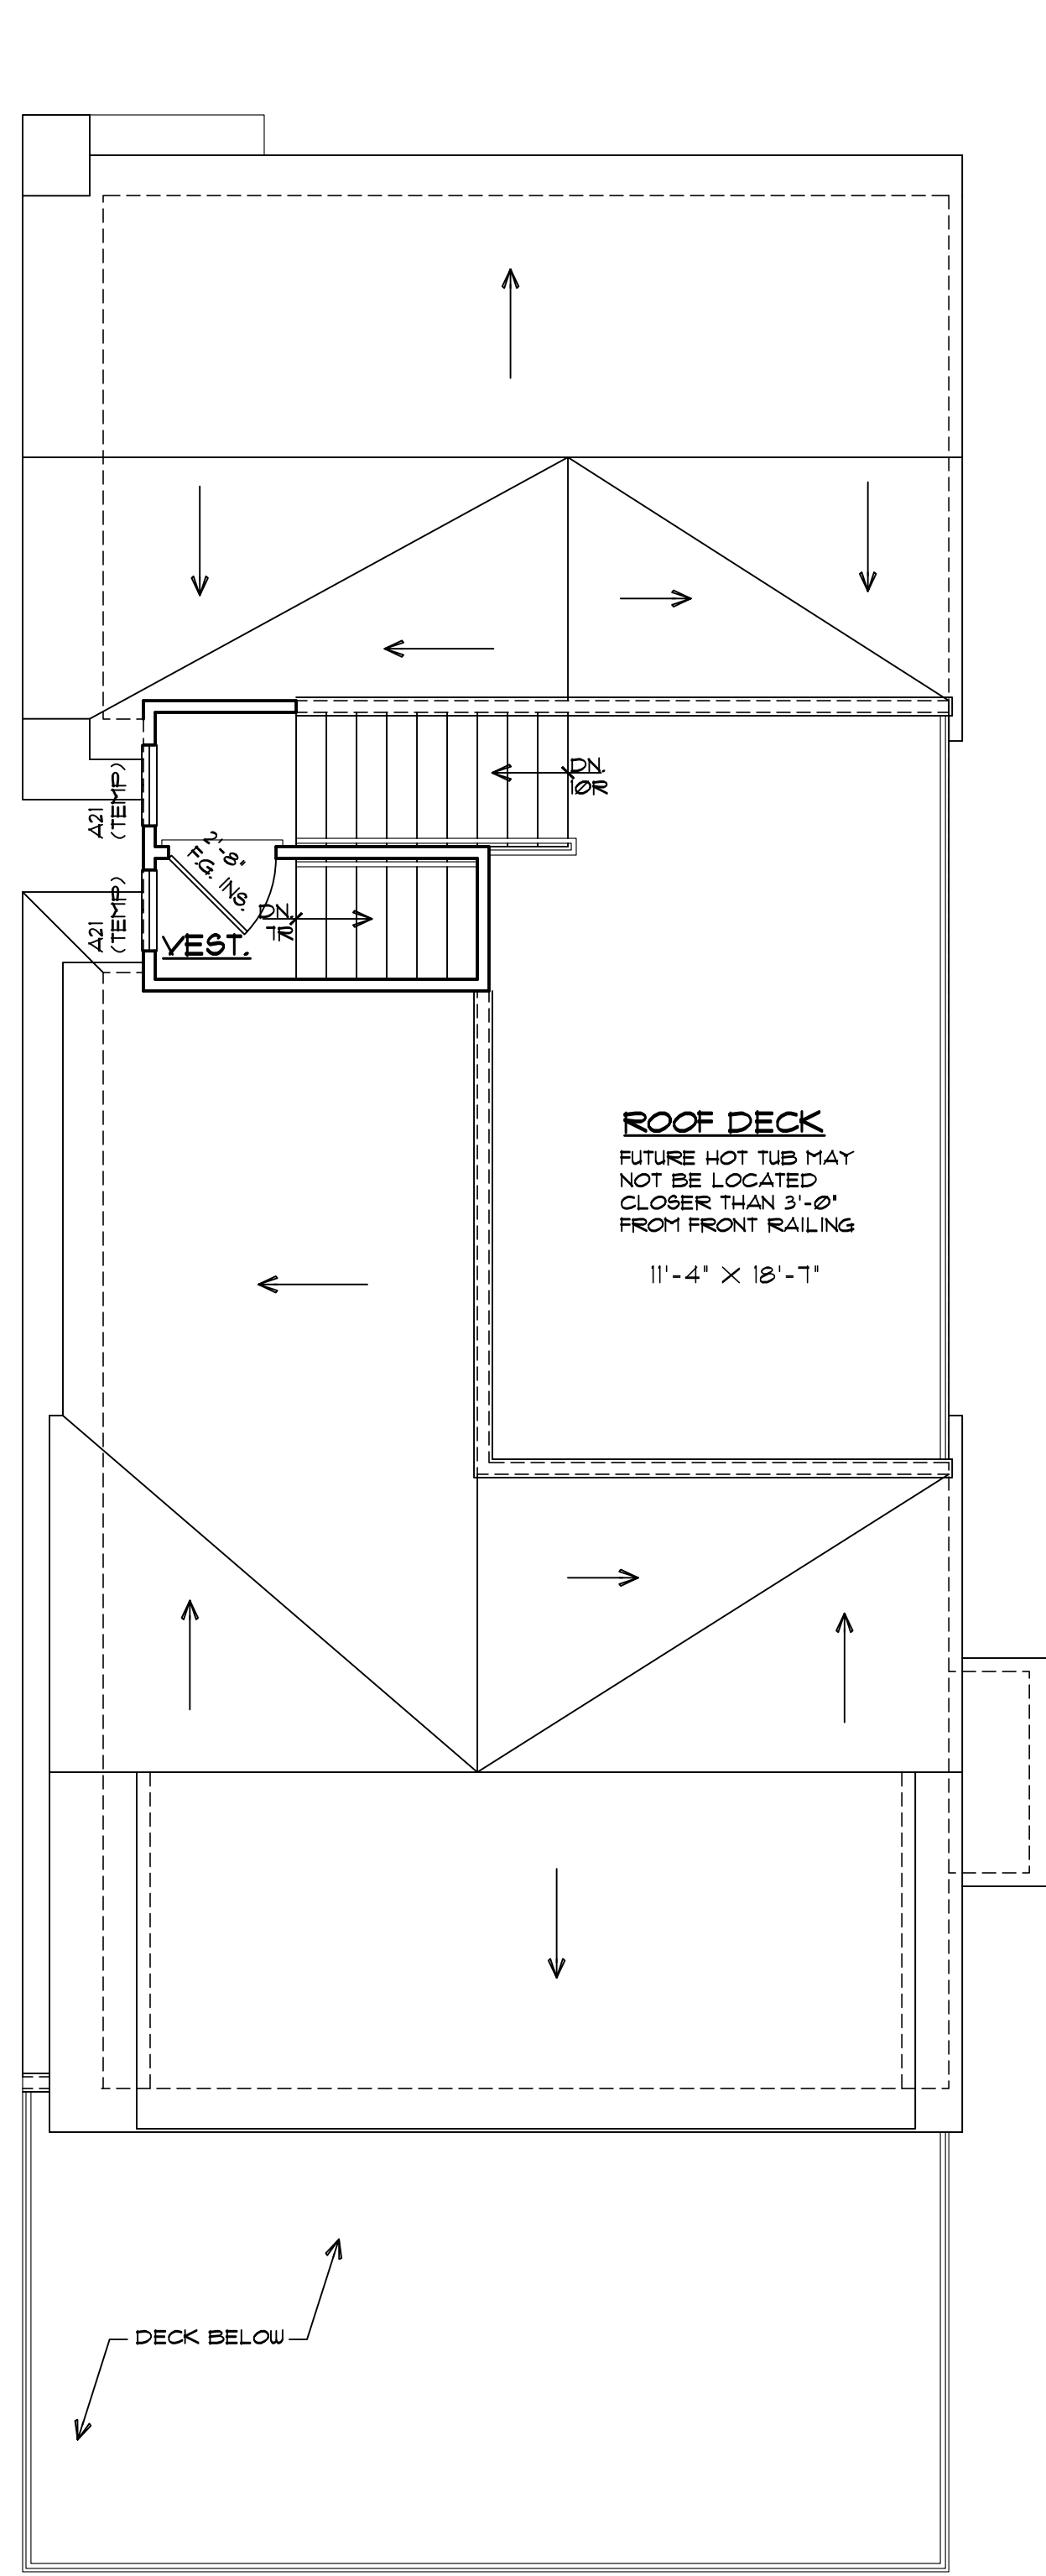 DN.
10R
A21
(TEMP)
2'-8"
F.G. INS.
A21
(TEMP)
DN.
7R
VEST.
ROOF DECK
FUTURE HOT TUB MAY
NOT BE LOCATED
CLOSER THAN 3'-0"
FROM FRONT RAILING
11'-4" X 18'-7"
DECK BELOW